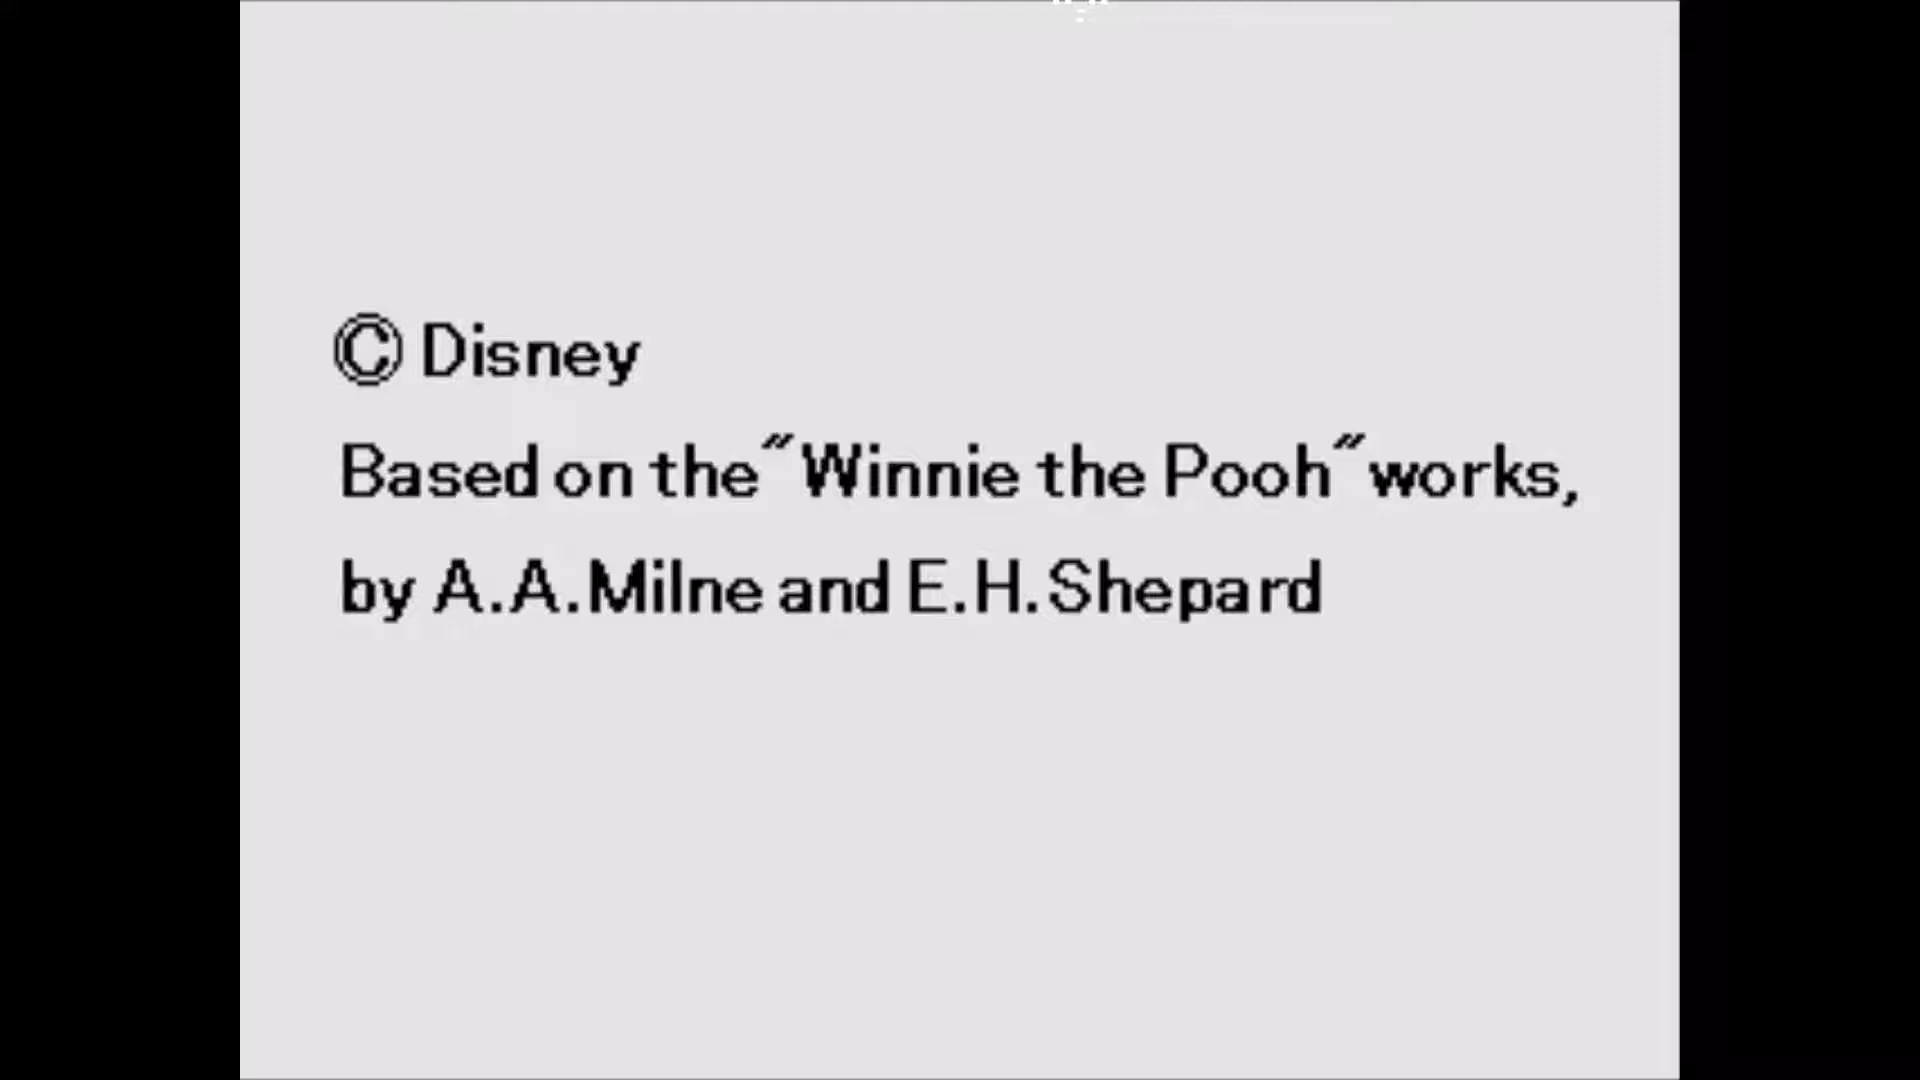 © Disney
Based on the "Winnie the Pooh" works,
by A.A.Milne and E.H.Shepard